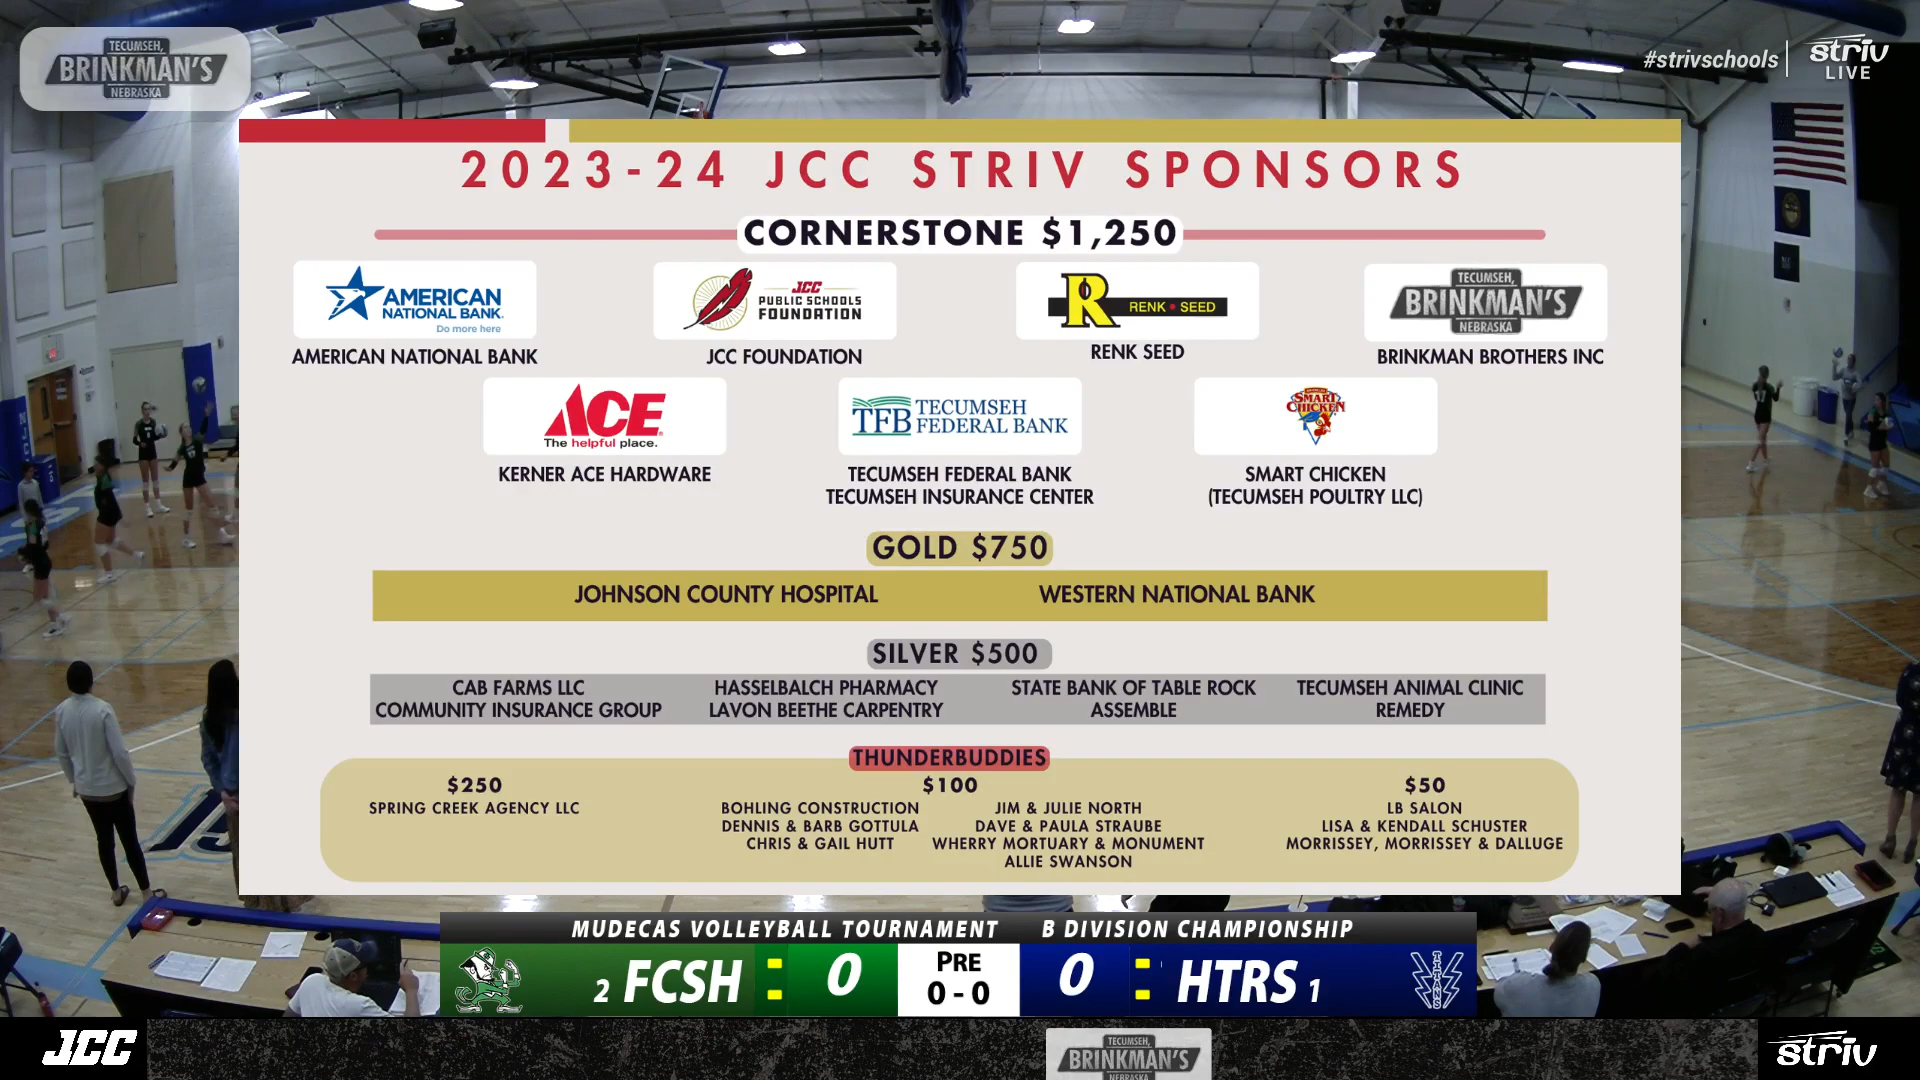 TECUMSEH,
BRINKMAN'S
NEBRASKA
#strivschools
striv
LIVE
2023-24 JCC STRIV SPONSORS
CORNERSTONE $1,250
AMERICAN
NATIONAL BANK
Do more here
AMERICAN NATIONAL BANK
JCC
PUBLIC SCHOOLS
FOUNDATION
JCC FOUNDATION
R
RENK • SEED
RENK SEED
TECUMSEH,
BRINKMAN'S
NEBRASKA
BRINKMAN BROTHERS INC
ACE
The helpful place.
KERNER ACE HARDWARE
TFB
TECUMSEH
FEDERAL BANK
TECUMSEH FEDERAL BANK
TECUMSEH INSURANCE CENTER
SMART
CHICKEN
SMART CHICKEN
(TECUMSEH POULTRY LLC)
GOLD $750
JOHNSON COUNTY HOSPITAL
WESTERN NATIONAL BANK
SILVER $500
CAB FARMS LLC
COMMUNITY INSURANCE GROUP
HASSELBALCH PHARMACY
LAVON BEETHE CARPENTRY
STATE BANK OF TABLE ROCK
ASSEMBLE
TECUMSEH ANIMAL CLINIC
REMEDY
THUNDERBUDDIES
$250
SPRING CREEK AGENCY LLC
$100
BOHLING CONSTRUCTION
DENNIS & BARB GOTTULA
CHRIS & GAIL HUTT
JIM & JULIE NORTH
DAVE & PAULA STRAUBE
WHERRY MORTUARY & MONUMENT
ALLIE SWANSON
$50
LB SALON
LISA & KENDALL SCHUSTER
MORRISSEY, MORRISSEY & DALLUGE
MUDECAS VOLLEYBALL TOURNAMENT B DIVISION CHAMPIONSHIP
2 FCSH
0
PRE
0 - 0
0
HTRS 1
TITANS
JCC
TECUMSEH,
BRINKMAN'S
NEBRASKA
striv